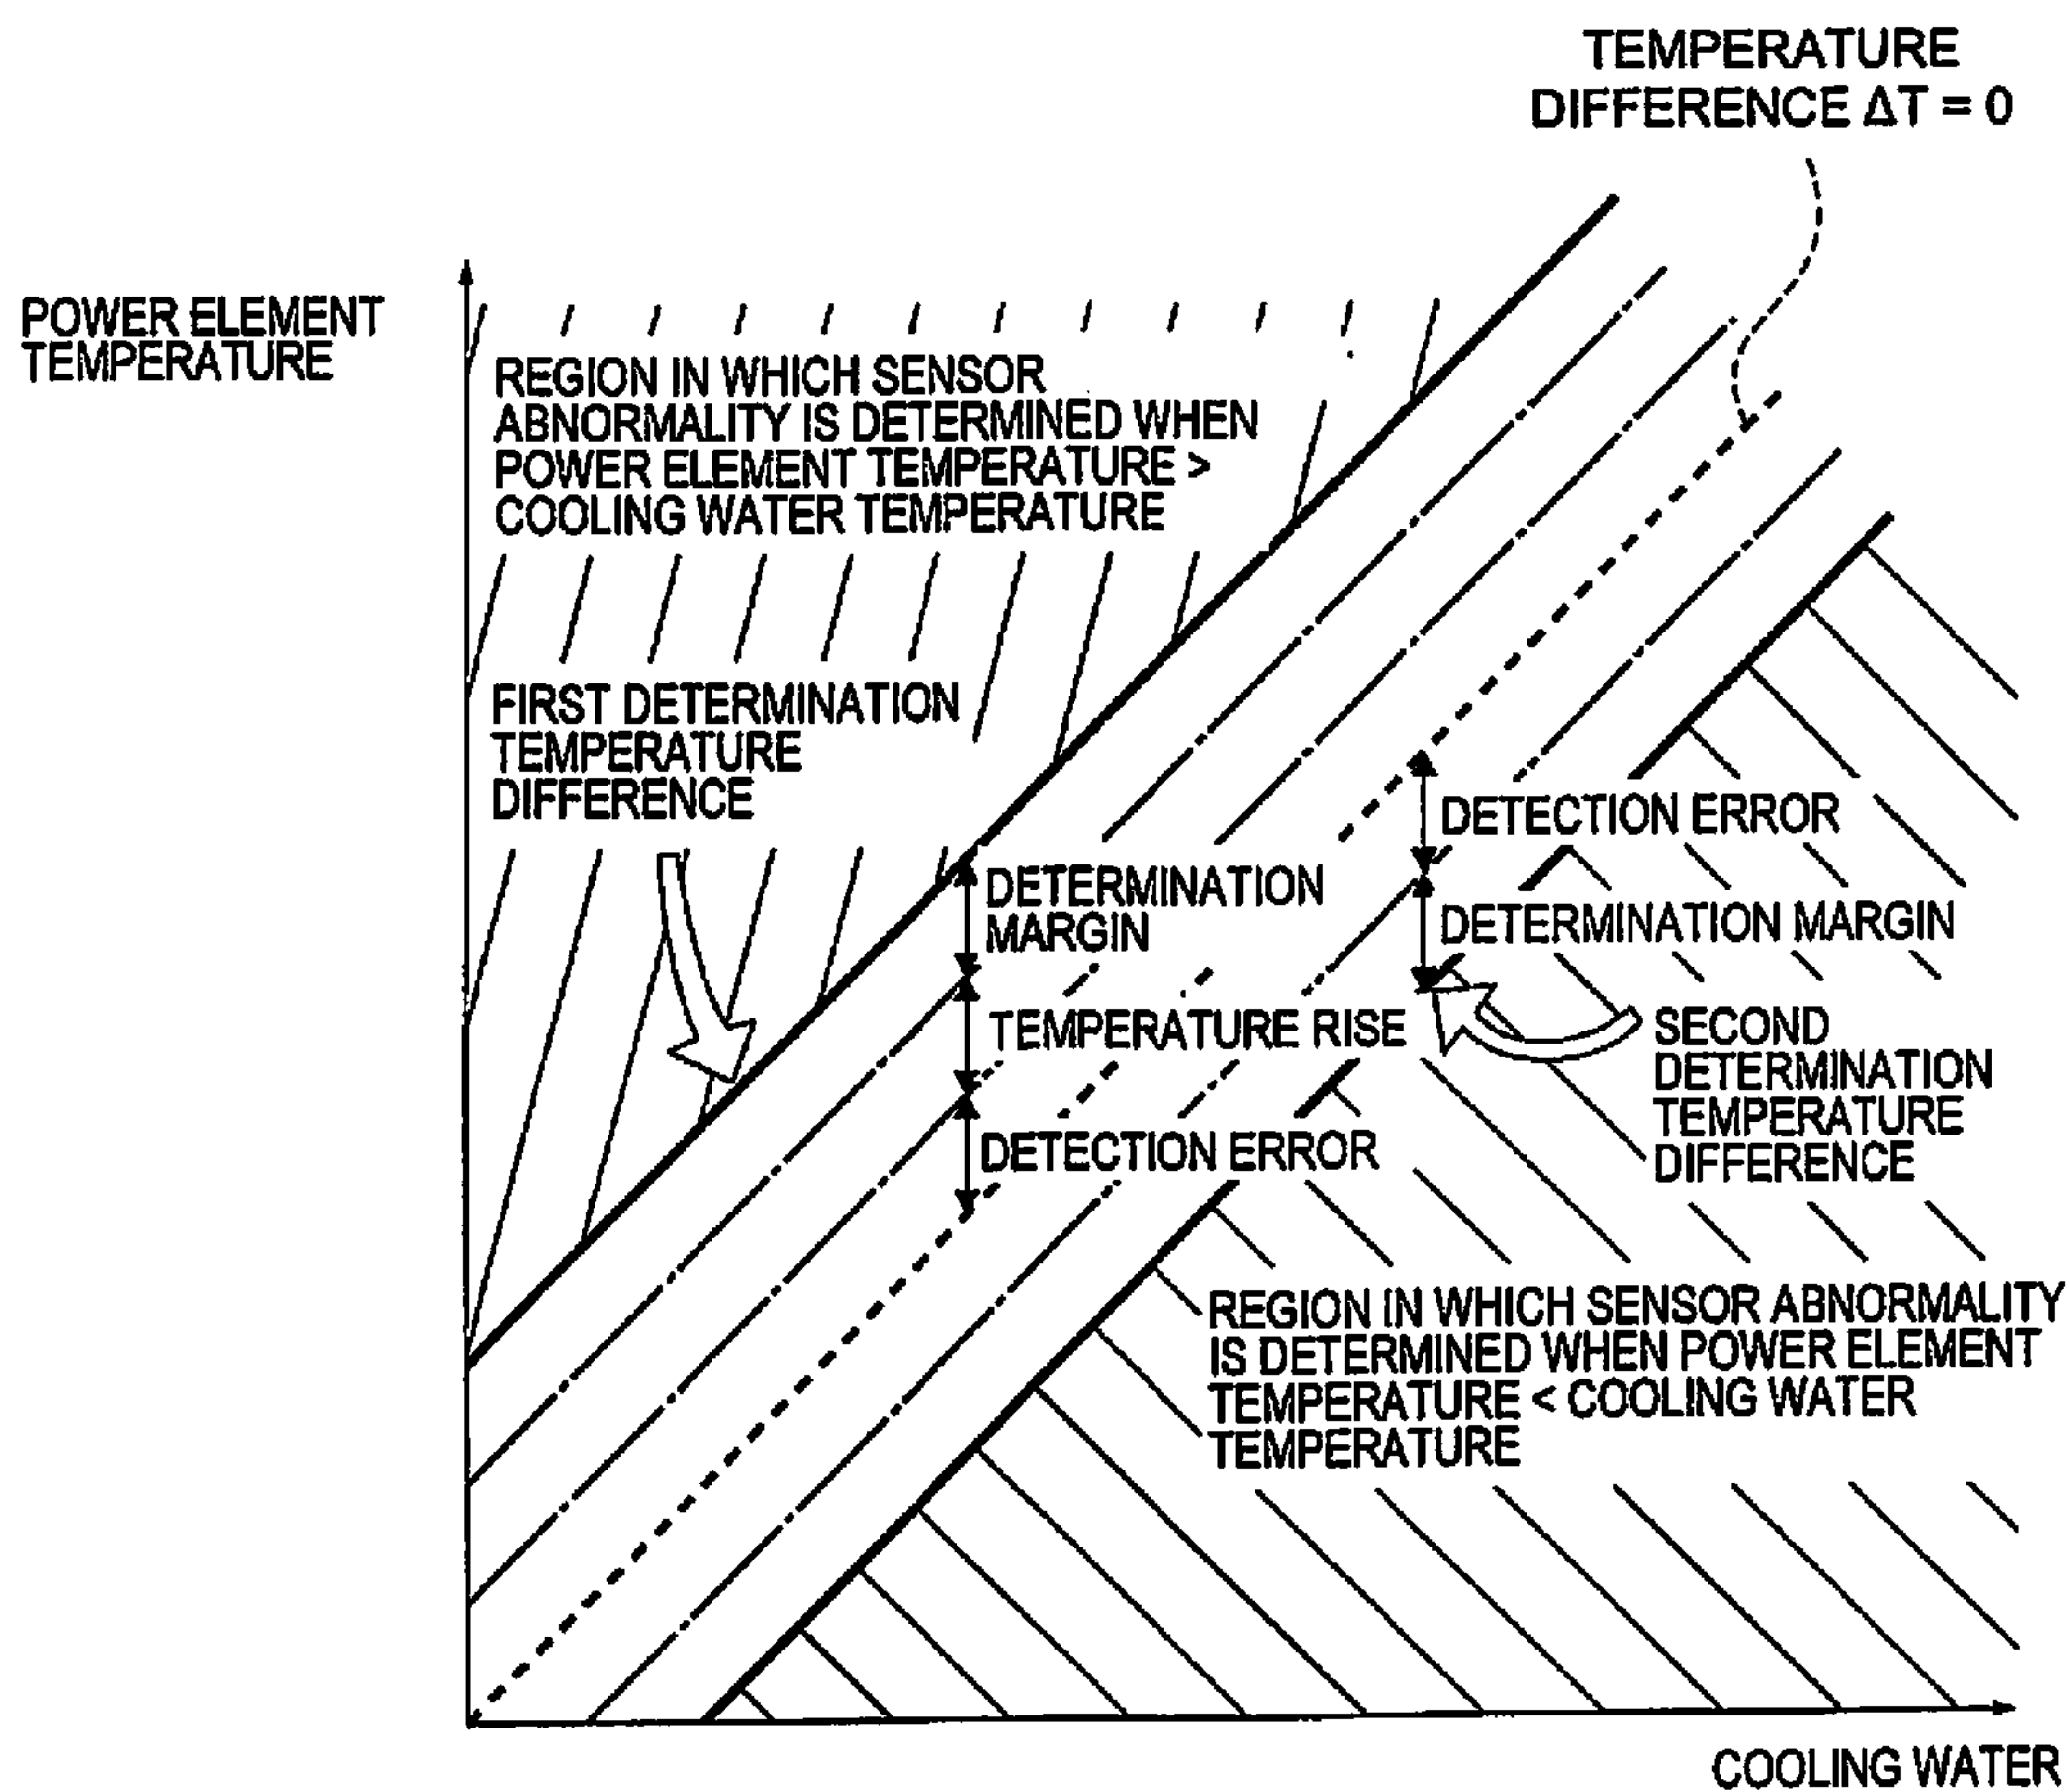 TEMPERATURE
DIFFERENCE ΔT = 0
POWER ELEMENT
TEMPERATURE
REGION IN WHICH SENSOR
ABNORMALITY IS DETERMINED WHEN
POWER ELEMENT TEMPERATURE >
COOLING WATER TEMPERATURE
FIRST DETERMINATION
TEMPERATURE
DIFFERENCE
DETECTION ERROR
DETERMINATION
MARGIN
DETERMINATION MARGIN
TEMPERATURE RISE
SECOND
DETERMINATION
TEMPERATURE
DIFFERENCE
DETECTION ERROR
REGION IN WHICH SENSOR ABNORMALITY
IS DETERMINED WHEN POWER ELEMENT
TEMPERATURE < COOLING WATER
TEMPERATURE
COOLING WATER